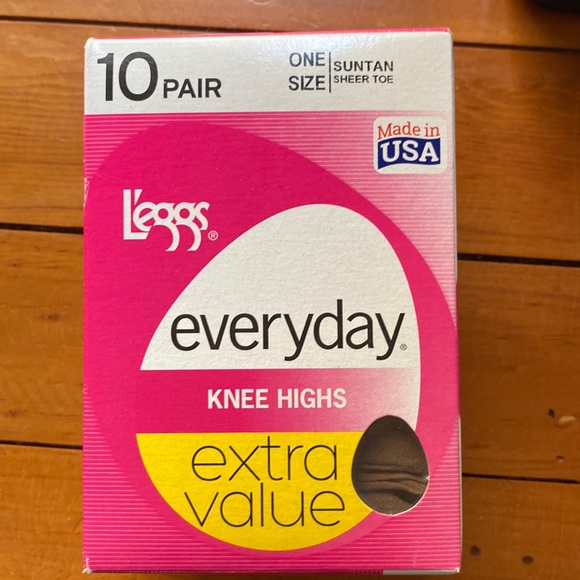 10 PAIR
ONE SIZE
SUNTAN
SHEER TOE
Made in
USA
L'eggs®
everyday®
KNEE HIGHS
extra
value